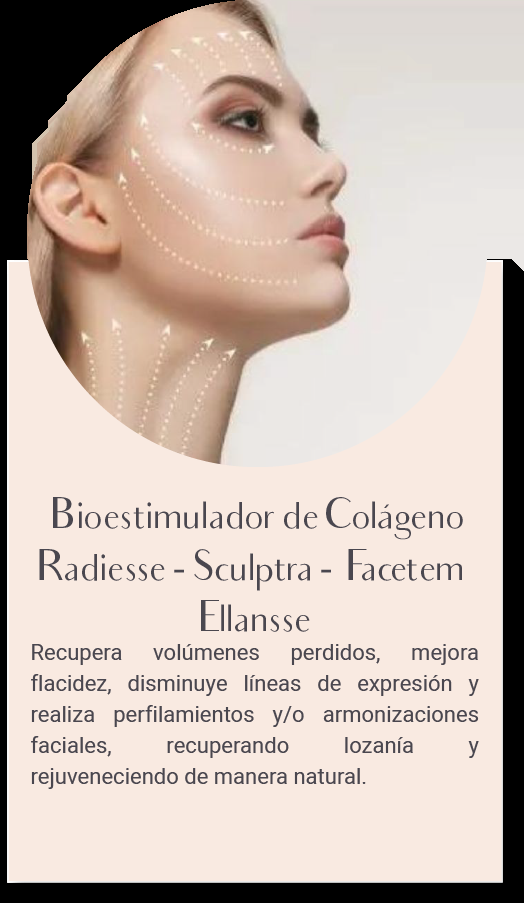 Bioestimulador de Colágeno
Radiesse - Sculptra - Facetem
Ellansse
Recupera volúmenes perdidos, mejora
flacidez, disminuye líneas de expresión y
realiza perfilamientos y/o armonizaciones
faciales, recuperando lozanía y
rejuveneciendo de manera natural.